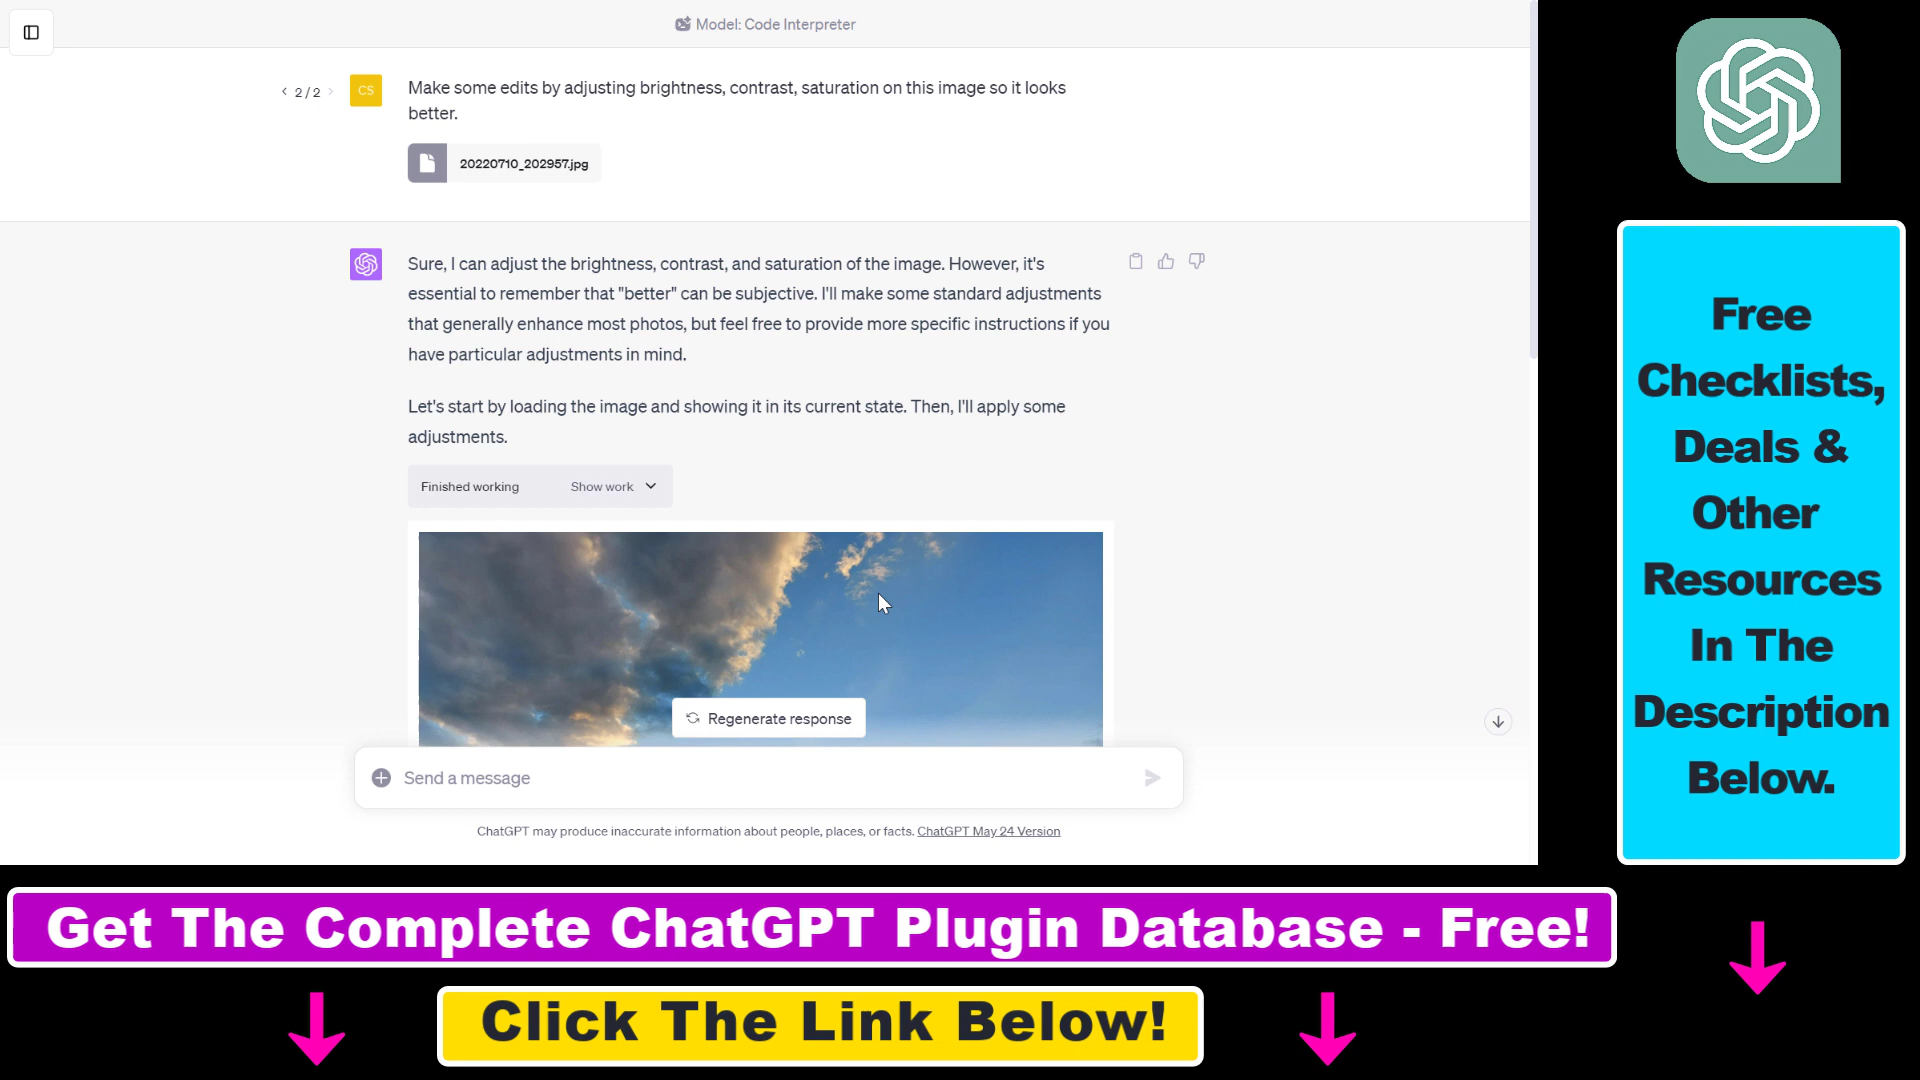 Model: Code Interpreter
2 / 2
CS
Make some edits by adjusting brightness, contrast, saturation on this image so it looks
better.
20220710_202957.jpg
Sure, I can adjust the brightness, contrast, and saturation of the image. However, it's
essential to remember that "better" can be subjective. I'll make some standard adjustments
that generally enhance most photos, but feel free to provide more specific instructions if you
have particular adjustments in mind.
Let's start by loading the image and showing it in its current state. Then, I'll apply some
adjustments.
Finished working Show work
Regenerate response
Send a message
ChatGPT may produce inaccurate information about people, places, or facts. ChatGPT May 24 Version
Free
Checklists,
Deals &
Other
Resources
In The
Description
Below.
Get The Complete ChatGPT Plugin Database - Free!
Click The Link Below!